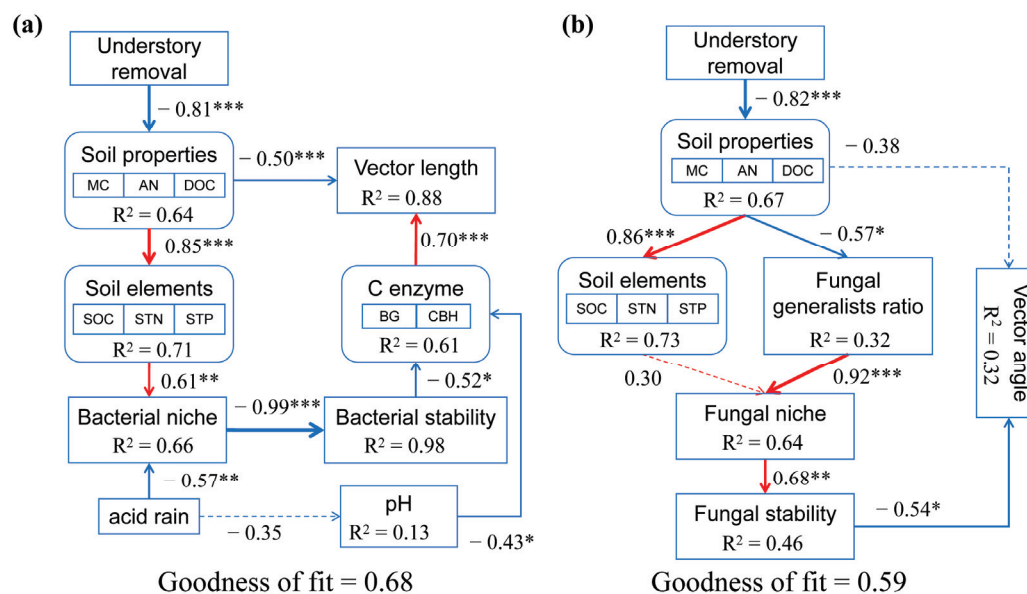 (a)
Understory
removal
− 0.81***
Soil properties
MC AN DOC
R² = 0.64
− 0.50***
Vector length
R² = 0.88
0.85***
0.70***
Soil elements
SOC STN STP
R² = 0.71
C enzyme
BG CBH
R² = 0.61
0.61**
− 0.52*
Bacterial niche
R² = 0.66
− 0.99***
Bacterial stability
R² = 0.98
− 0.57**
acid rain
− 0.35
pH
R² = 0.13
− 0.43*
Goodness of fit = 0.68
(b)
Understory
removal
− 0.82***
Soil properties
MC AN DOC
R² = 0.67
− 0.38
0.86***
− 0.57*
Soil elements
SOC STN STP
R² = 0.73
Fungal
generalists ratio
R² = 0.32
Vector angle
R² = 0.32
0.30
0.92***
Fungal niche
R² = 0.64
0.68**
Fungal stability
R² = 0.46
− 0.54*
Goodness of fit = 0.59